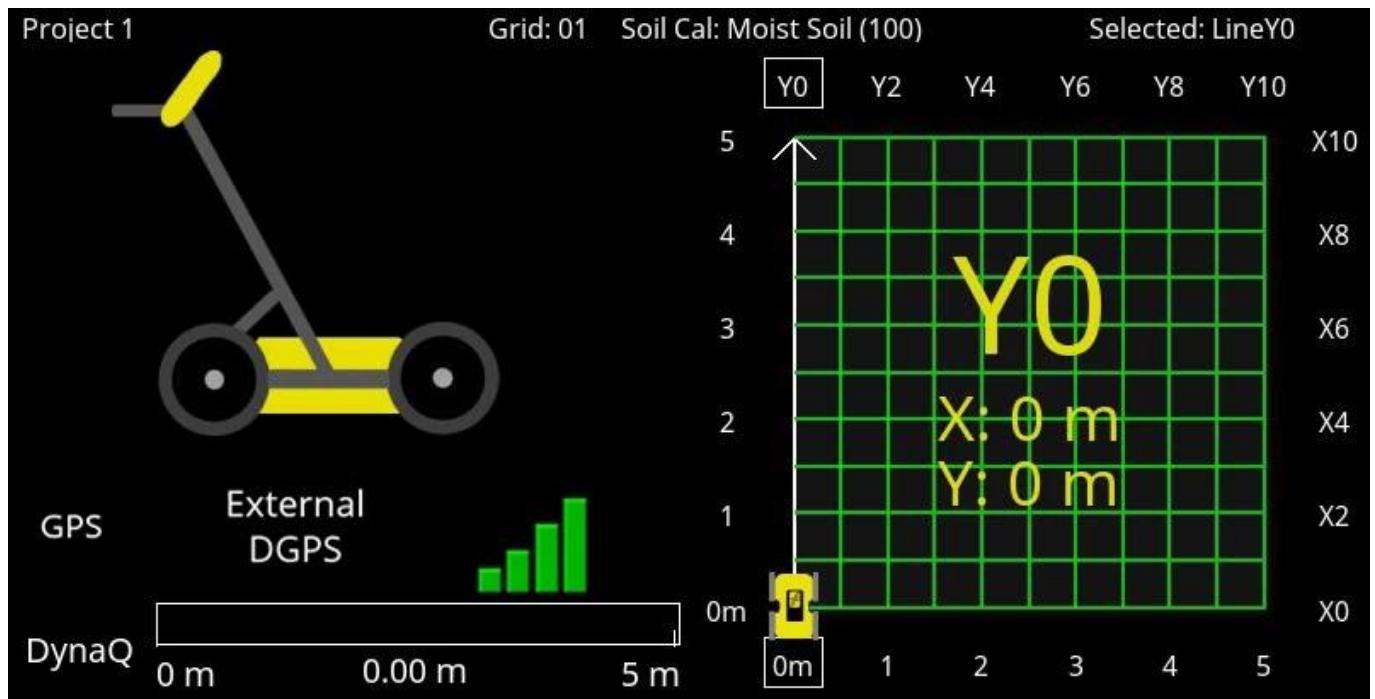 Project 1 Grid: 01 Soil Cal: Moist Soil (100) Selected: LineY0
Y0 Y2 Y4 Y6 Y8 Y10
5 X10
4 X8
Y0
3 X6
X: 0 m
2 X4
Y: 0 m
External
GPS
DGPS
1 X2
0m X0
DynaQ
0 m 0.00 m 5 m
0m 1 2 3 4 5